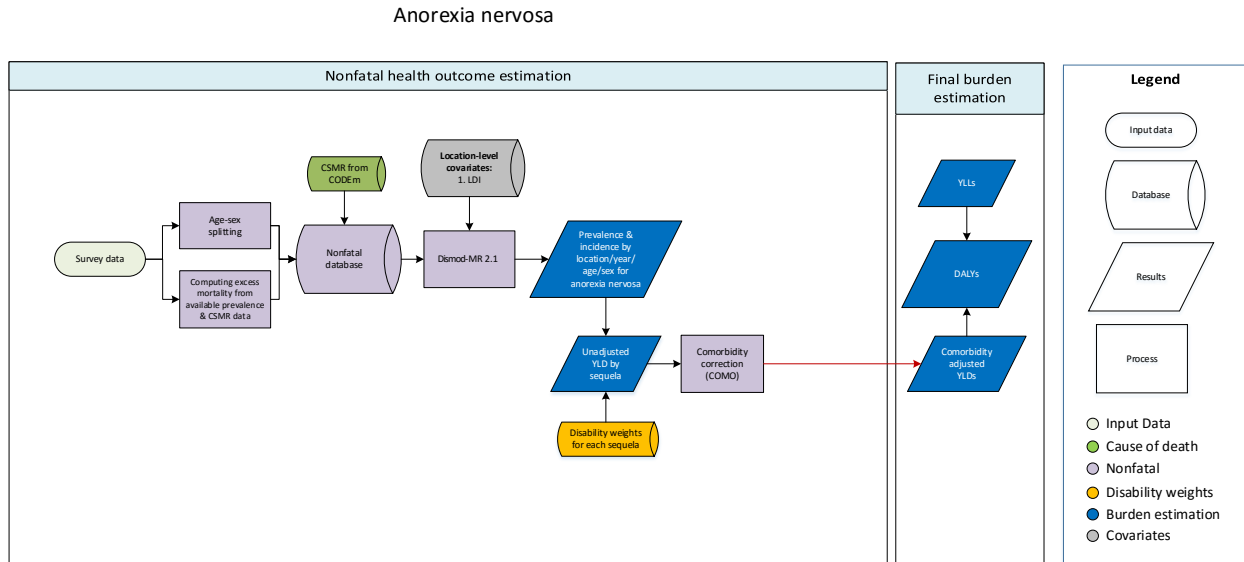 Anorexia nervosa
Nonfatal health outcome estimation
Survey data
Age-sex
splitting
Computing excess
mortality from
available prevalence
& CSMR data
CSMR from
CODEm
Nonfatal
database
Location-level
covariates:
1. LDI
Dismod-MR 2.1
Prevalence &
incidence by
location/year/
age/sex for
anorexia nervosa
Unadjusted
YLD by
sequela
Disability weights
for each sequela
Comorbidity
correction
(COMO)
Final burden
estimation
YLLs
DALYs
Comorbidity
adjusted
YLDs
Legend
Input data
Database
Results
Process
Input Data
Cause of death
Nonfatal
Disability weights
Burden estimation
Covariates